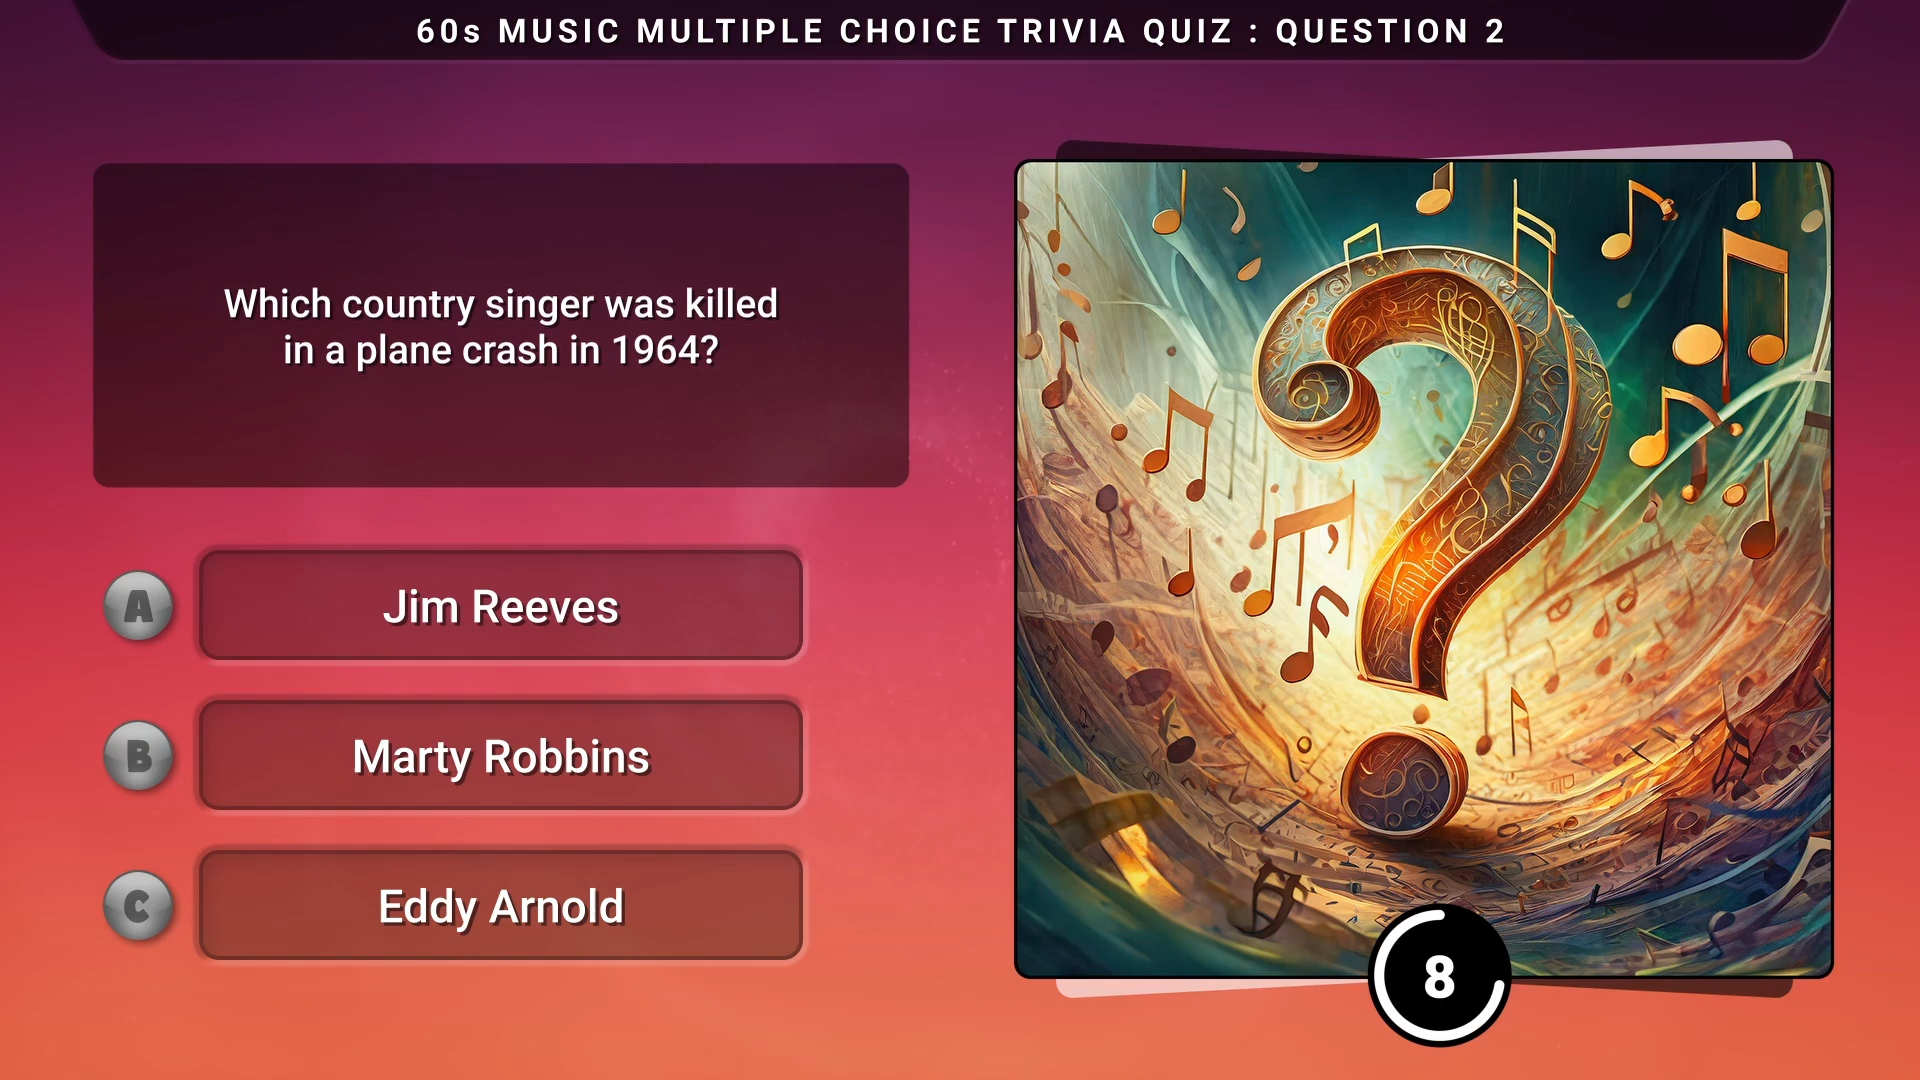 60s MUSIC MULTIPLE CHOICE TRIVIA QUIZ : QUESTION 2
Which country singer was killed
in a plane crash in 1964?
A
Jim Reeves
B
Marty Robbins
C
Eddy Arnold
8